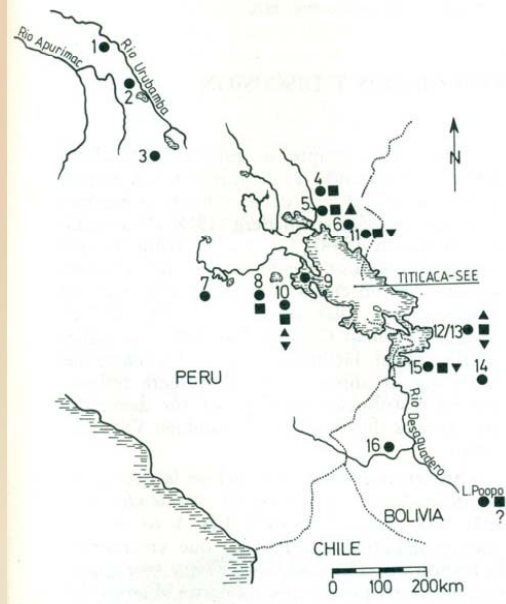 Rio Apurimac
Rio Urubamba
1
2
3
N
4
5
6
11
TITICACA-SEE
7
8
9
10
12/13
15
14
PERU
Rio Desaguadero
16
L.Poopo
?
BOLIVIA
CHILE
0 100 200km